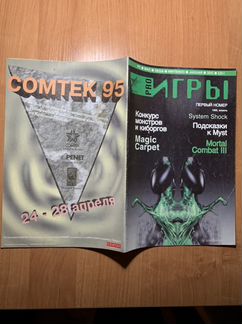 COMTEK 95
PENET
24 - 28 апреля
PRO
ИГРЫ
ПЕРВЫЙ НОМЕР
Конкурс
монстров
и киборгов
Magic
Carpet
System Shock
Подсказки
к Myst
Mortal
Combat III